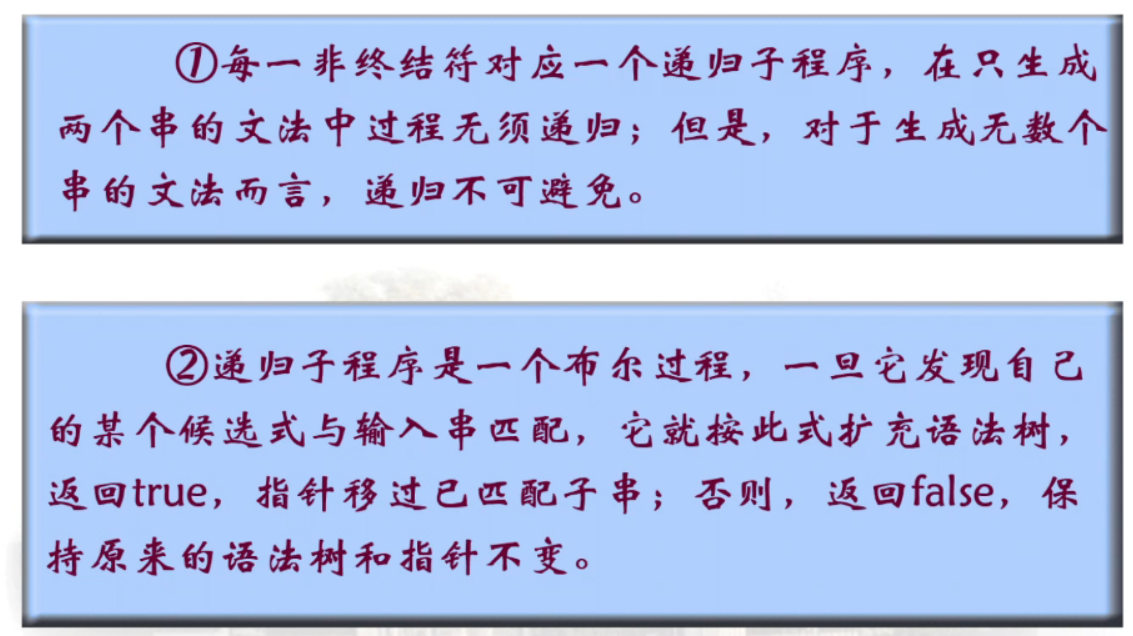 ①每一非终结符对应一个递归子程序，在只生成
两个串的文法中过程无须递归；但是，对于生成无数个
串的文法而言，递归不可避免。
②递归子程序是一个布尔过程，一旦它发现自己
的某个候选式与输入串匹配，它就按此式扩充语法树，
返回true，指针移过已匹配子串；否则，返回false，保
持原来的语法树和指针不变。